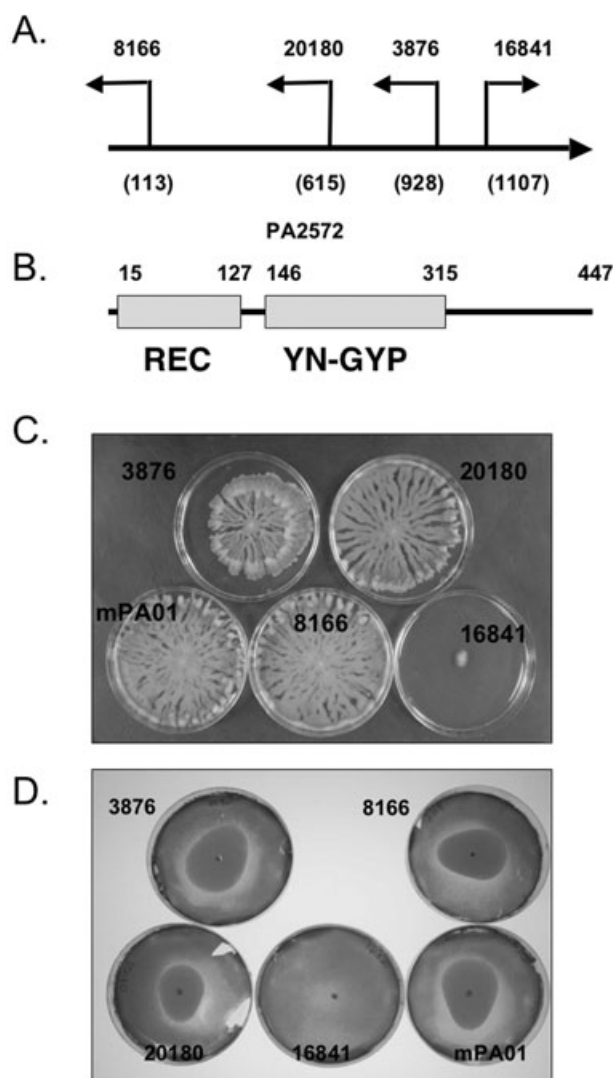 A.
8166 20180 3876 16841
(113) (615) (928) (1107)
PA2572
B.
15 127 146 315 447
REC YN-GYP
C.
3876 20180
mPA01 8166 16841
D.
3876 8166
20180 16841 mPA01